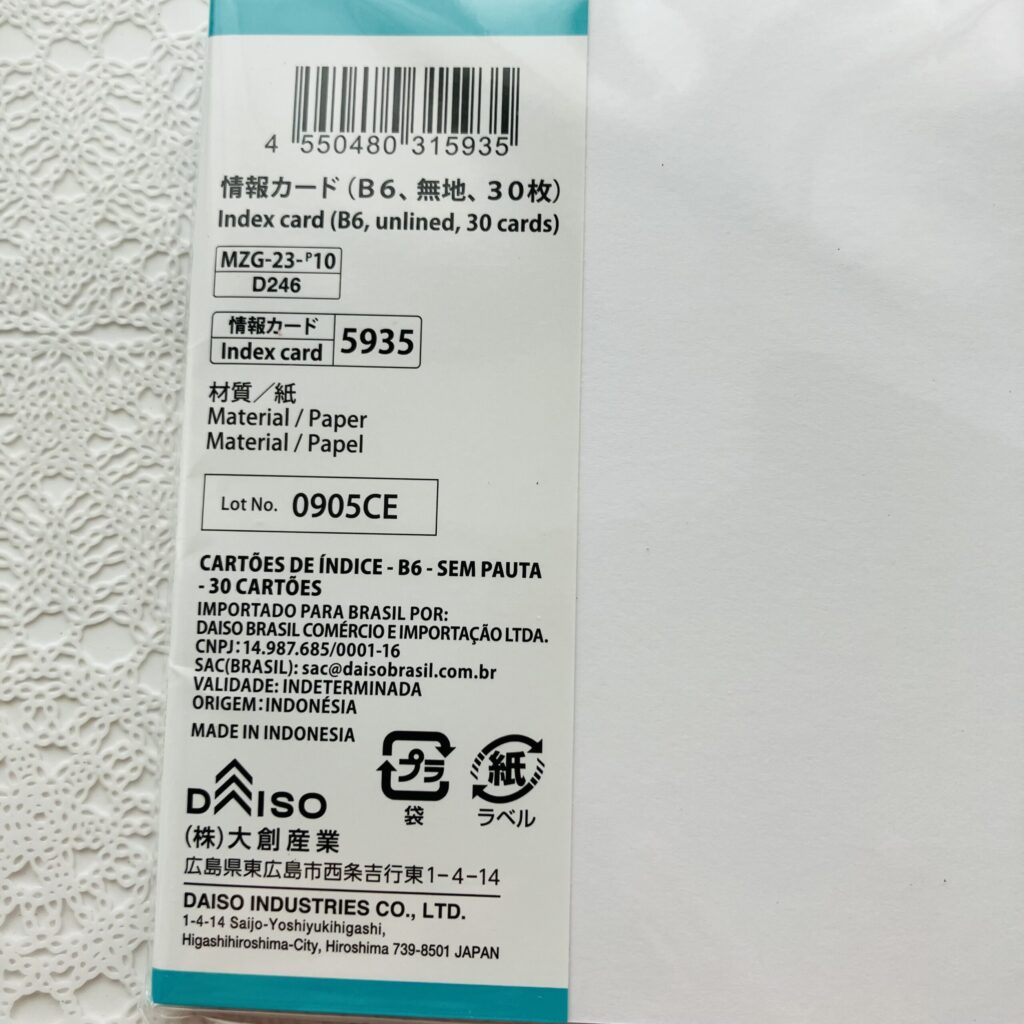 4 550480 315935
情報カード（B６、無地、３０枚）
Index card (B6, unlined, 30 cards)
MZG-23-P10
D246
情報カード
Index card
5935
材質／紙
Material / Paper
Material / Papel
Lot No. 0905CE
CARTÕES DE ÍNDICE - B6 - SEM PAUTA
- 30 CARTÕES
IMPORTADO PARA BRASIL POR:
DAISO BRASIL COMÉRCIO E IMPORTAÇÃO LTDA.
CNPJ:14.987.685/0001-16
SAC(BRASIL): sac@daisobrasil.com.br
VALIDADE: INDETERMINADA
ORIGEM:INDONÉSIA
MADE IN INDONESIA
プラ
袋
紙
ラベル
DAISO
(株)大創産業
広島県東広島市西条吉行東1-4-14
DAISO INDUSTRIES CO., LTD.
1-4-14 Saijo-Yoshiyukihigashi,
Higashihiroshima-City, Hiroshima 739-8501 JAPAN